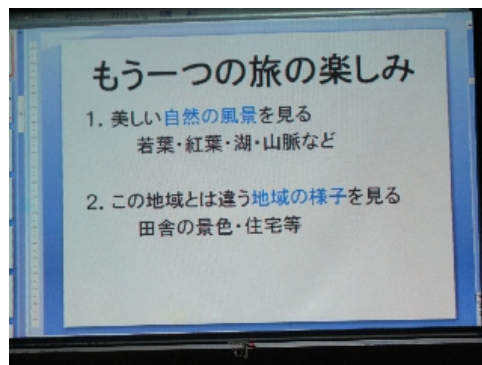 もう一つの旅の楽しみ
1. 美しい自然の風景を見る
若葉・紅葉・湖・山脈など
2. この地域とは違う地域の様子を見る
田舎の景色・住宅等